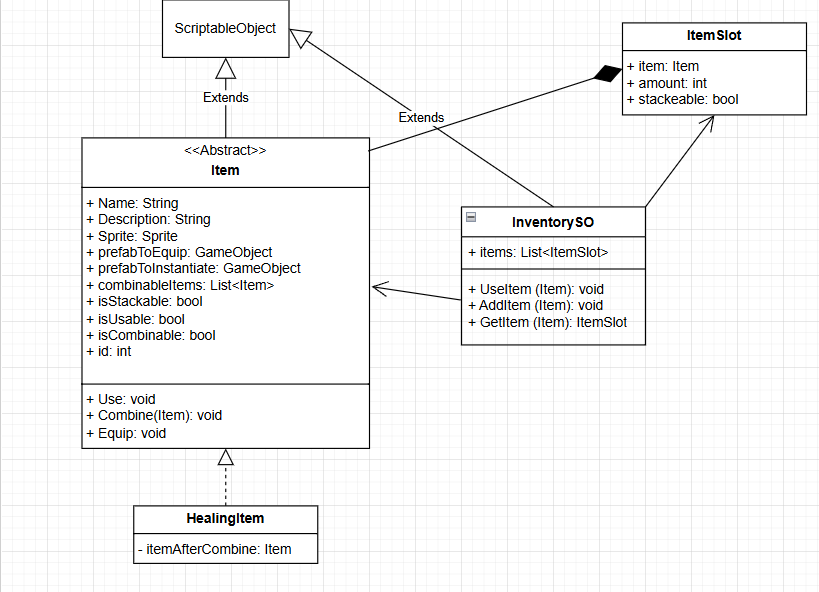 ScriptableObject
Extends
Extends
ItemSlot
+ item: Item
+ amount: int
+ stackeable: bool
<<Abstract>>
Item
+ Name: String
+ Description: String
+ Sprite: Sprite
+ prefabToEquip: GameObject
+ prefabToInstantiate: GameObject
+ combinableItems: List<Item>
+ isStackable: bool
+ isUsable: bool
+ isCombinable: bool
+ id: int
+ Use: void
+ Combine(Item): void
+ Equip: void
InventorySO
+ items: List<ItemSlot>
+ UseItem (Item): void
+ AddItem (Item): void
+ GetItem (Item): ItemSlot
HealingItem
- itemAfterCombine: Item